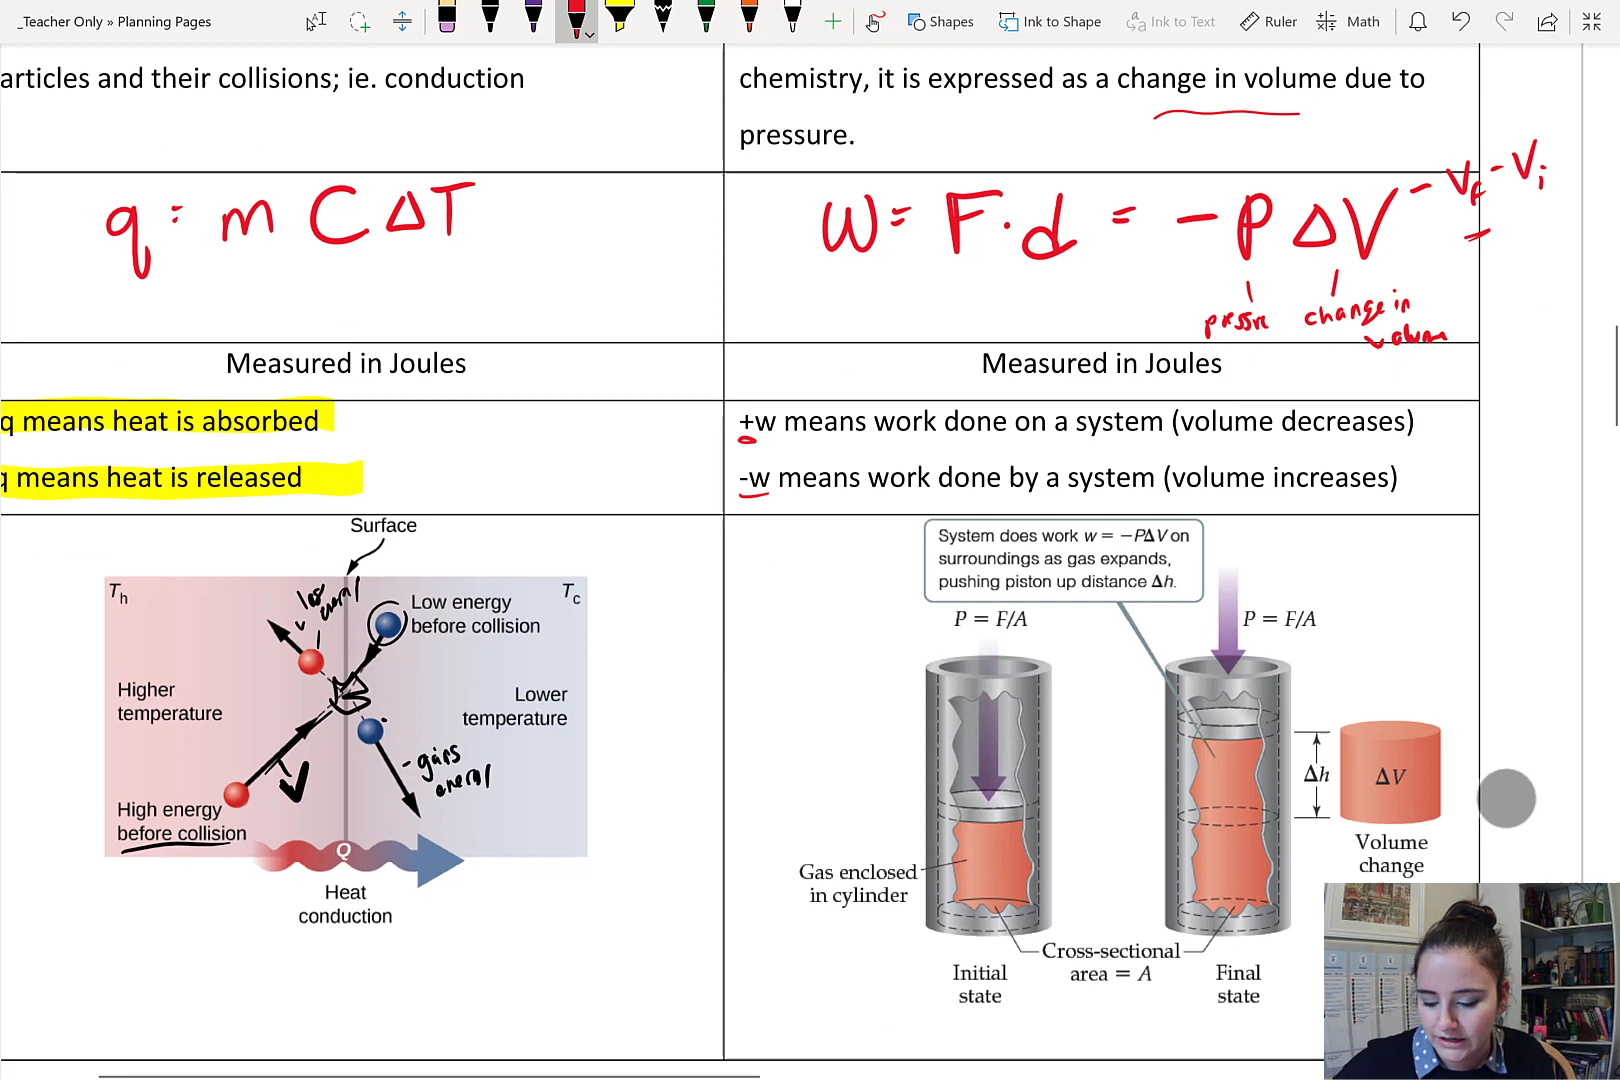 _Teacher Only » Planning Pages
Shapes
Ink to Shape
Ink to Text
Ruler
Math
articles and their collisions; ie. conduction
chemistry, it is expressed as a change in volume due to
pressure.
q = m C Δ T
W = F · d = - P Δ V - Vf - Vi
=
change in
volume
Measured in Joules
Measured in Joules
q means heat is absorbed
q means heat is released
+w means work done on a system (volume decreases)
-w means work done by a system (volume increases)
Surface
Th
Tc
Low energy
before collision
Higher
temperature
Lower
temperature
- gains
energy
High energy
before collision
Q
Heat
conduction
System does work w = −PΔV on
surroundings as gas expands,
pushing piston up distance Δh.
P = F/A
P = F/A
Δh
ΔV
Volume
change
Gas enclosed
in cylinder
Cross-sectional
area = A
Initial
state
Final
state